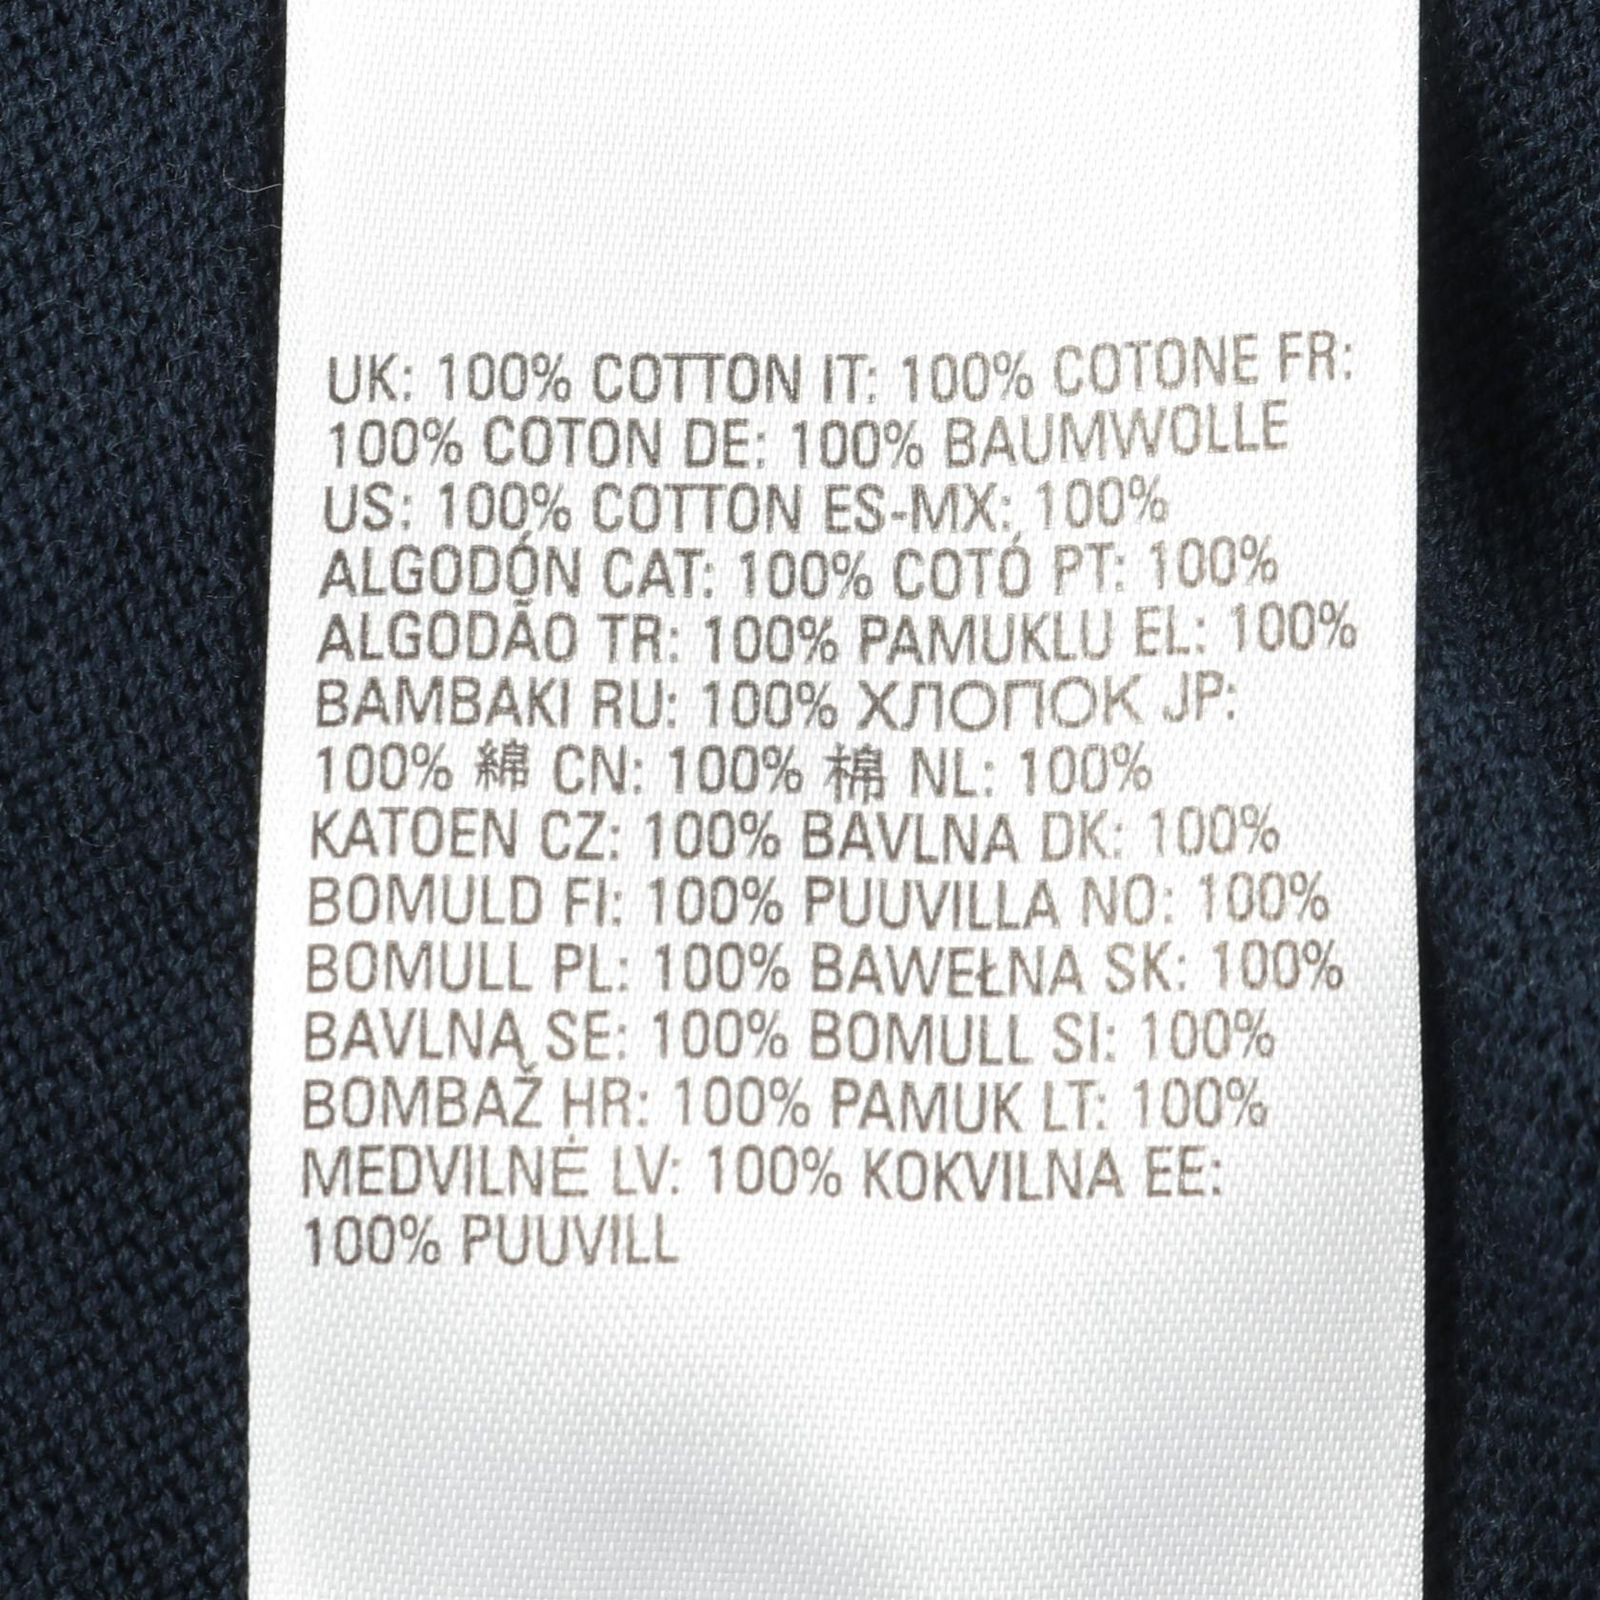 UK: 100% COTTON IT: 100% COTONE FR:
100% COTON DE: 100% BAUMWOLLE
US: 100% COTTON ES-MX: 100%
ALGODÓN CAT: 100% COTÓ PT: 100%
ALGODÃO TR: 100% PAMUKLU EL: 100%
BAMBAKI RU: 100% ХЛОПОК JP:
100% 綿 CN: 100% 棉 NL: 100%
KATOEN CZ: 100% BAVLNA DK: 100%
BOMULD FI: 100% PUUVILLA NO: 100%
BOMULL PL: 100% BAWEŁNA SK: 100%
BAVLNĄ SE: 100% BOMULL SI: 100%
BOMBAŽ HR: 100% PAMUK LT: 100%
MEDVILNĖ LV: 100% KOKVILNA EE:
100% PUUVILL